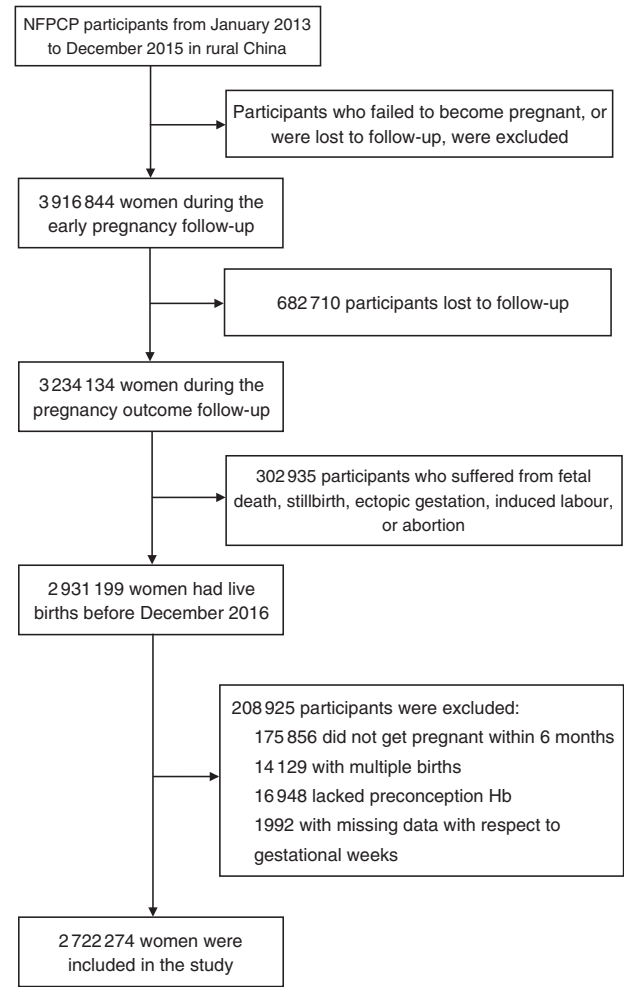 NFPCP participants from January 2013
to December 2015 in rural China
Participants who failed to become pregnant, or
were lost to follow-up, were excluded
3 916 844 women during the
early pregnancy follow-up
682 710 participants lost to follow-up
3 234 134 women during the
pregnancy outcome follow-up
302 935 participants who suffered from fetal
death, stillbirth, ectopic gestation, induced labour,
or abortion
2 931 199 women had live
births before December 2016
208 925 participants were excluded:
175 856 did not get pregnant within 6 months
14 129 with multiple births
16 948 lacked preconception Hb
1992 with missing data with respect to
gestational weeks
2 722 274 women were
included in the study